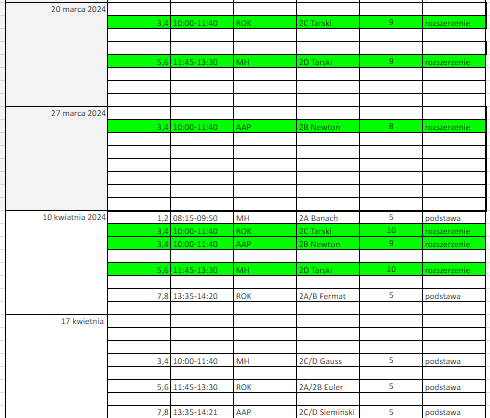 20 marca 2024
3,4 10:00-11:40 ROK 2C Tarski 9 rozszerzenie
5,6 11:45-13:30 MH 2D Tarski 9 rozszerzenie
27 marca 2024
3,4 10:00-11:40 AAP 2B Newton 8 rozszerzenie
10 kwiatnia 2024 1,2 08:15-09:50 MH 2A Banach 5 podstawa
3,4 10:00-11:40 ROK 2C Tarski 10 rozszerzenie
3,4 10:00-11:40 AAP 2B Newton 9 rozszerzenie
5,6 11:45-13:30 MH 2D Tarski 10 rozszerzenie
7,8 13:35-14:20 ROK 2A/B Fermat 5 podstawa
17 kwietnia
3,4 10:00-11:40 MH 2C/D Gauss 5 podstawa
5,6 11:45-13:30 ROK 2A/2B Euler 5 podstawa
7,8 13:35-14:21 AAP 2C/D Siemiński 5 podstawa